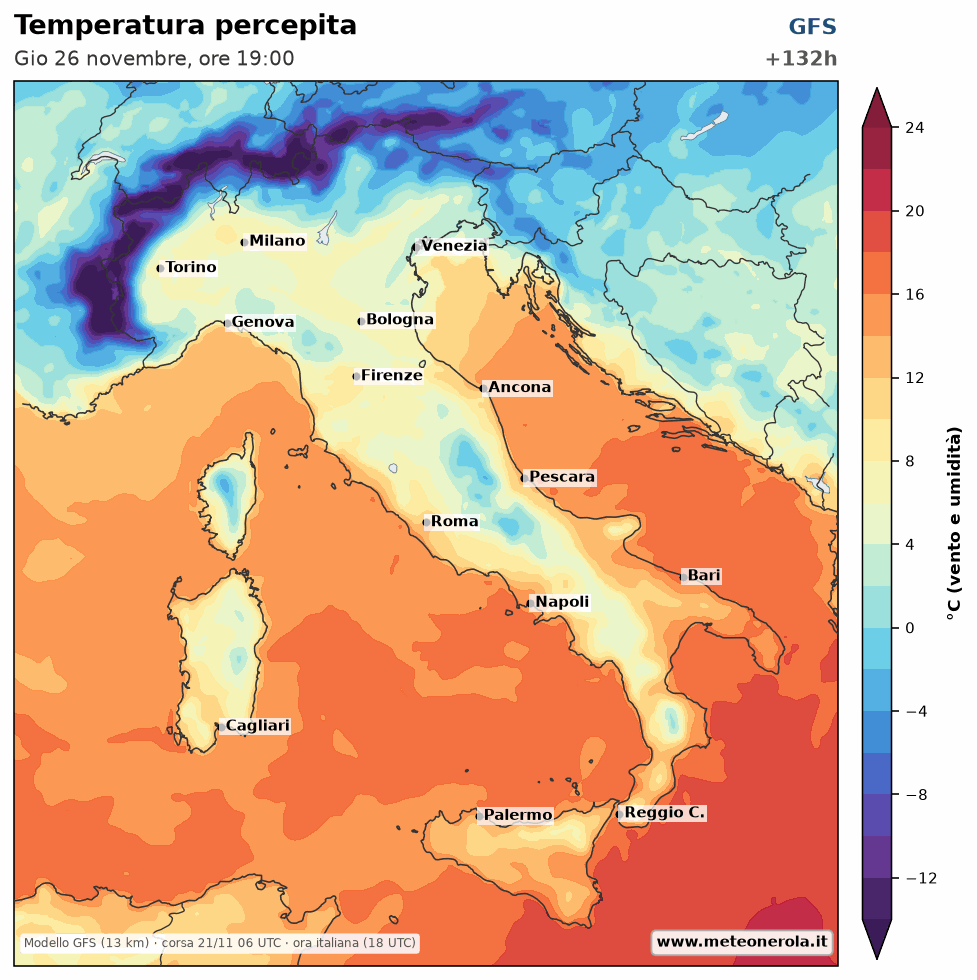 Temperatura percepita
GFS
Gio 26 novembre, ore 19:00
+132h
Milano
Venezia
Torino
Genova
Bologna
Firenze
Ancona
Pescara
Roma
Bari
Napoli
Cagliari
Palermo
Reggio C.
24
20
16
12
8
4
0
−4
−8
−12
°C (vento e umidità)
Modello GFS (13 km) · corsa 21/11 06 UTC · ora italiana (18 UTC)
www.meteonerola.it